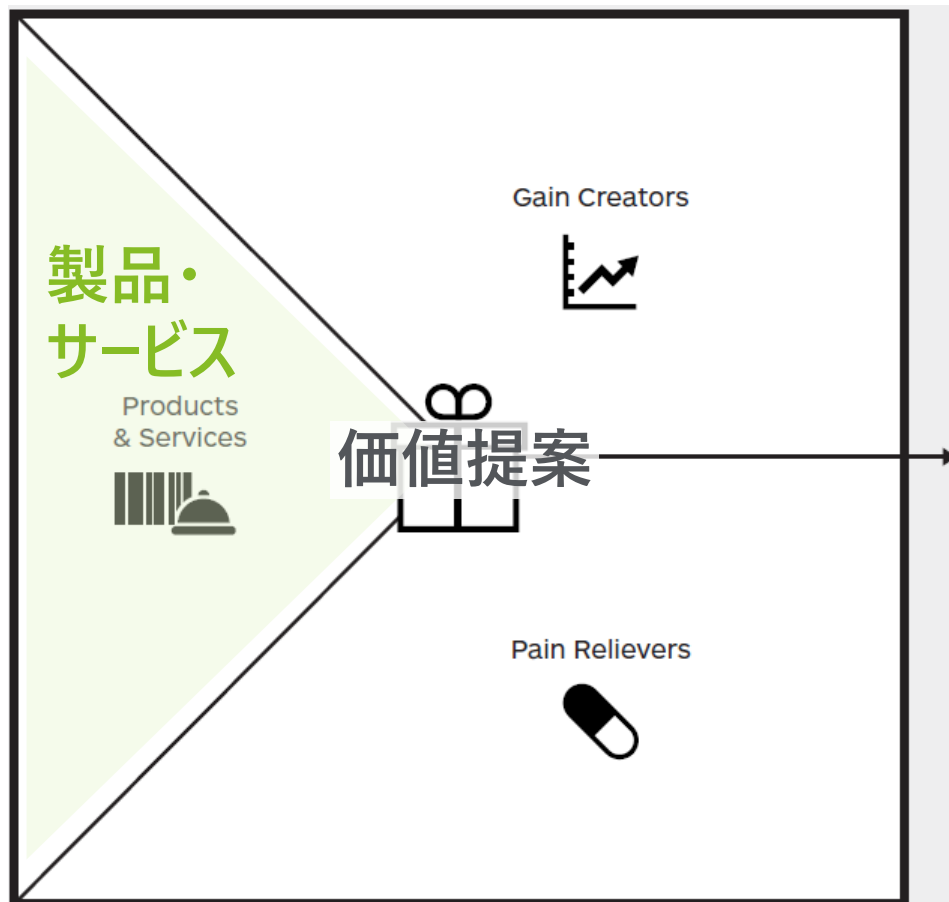 Gain Creators
製品・
サービス
Products
& Services
価値提案
Pain Relievers